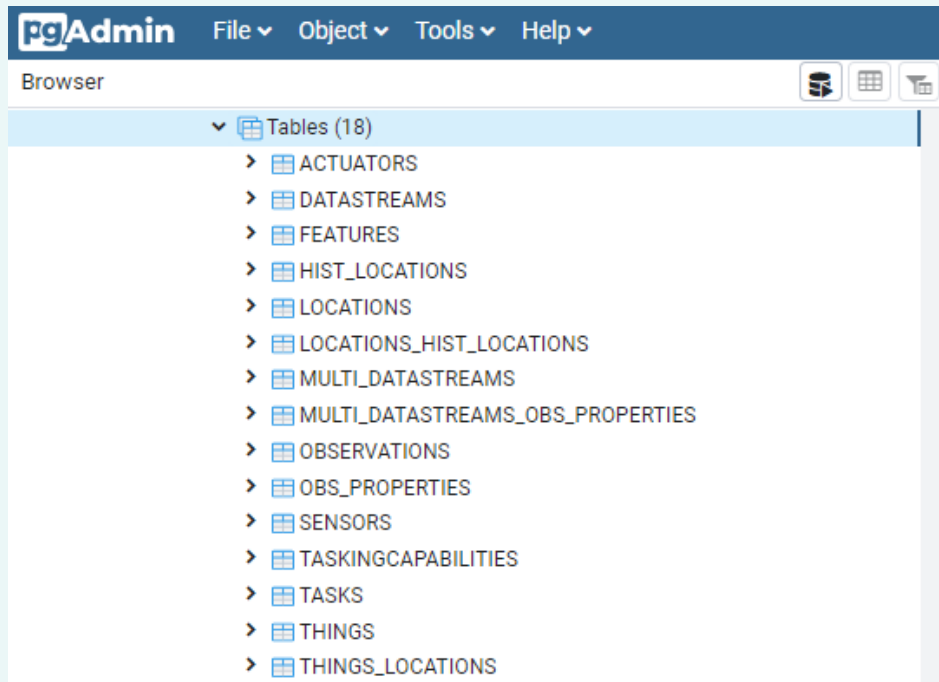 pgAdmin File Object Tools Help
Browser
Tables (18)
ACTUATORS
DATASTREAMS
FEATURES
HIST_LOCATIONS
LOCATIONS
LOCATIONS_HIST_LOCATIONS
MULTI_DATASTREAMS
MULTI_DATASTREAMS_OBS_PROPERTIES
OBSERVATIONS
OBS_PROPERTIES
SENSORS
TASKINGCAPABILITIES
TASKS
THINGS
THINGS_LOCATIONS